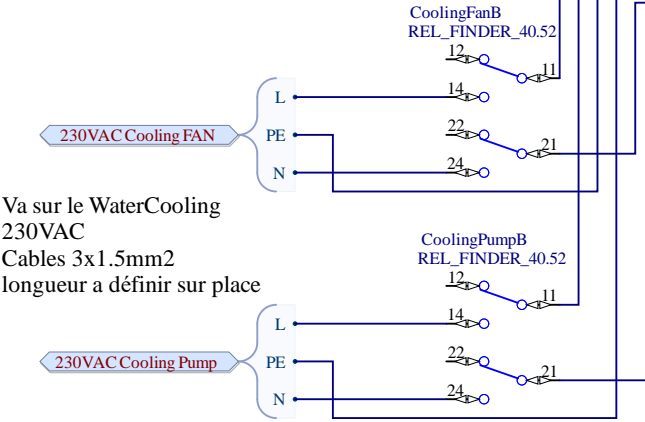 CoolingFanB
REL_FINDER_40.52
12
11
14
L
22
230VAC Cooling FAN
PE
21
24
N
Va sur le WaterCooling
230VAC
Cables 3x1.5mm2
longueur a définir sur place
CoolingPumpB
REL_FINDER_40.52
12
11
14
L
22
230VAC Cooling Pump
PE
21
24
N